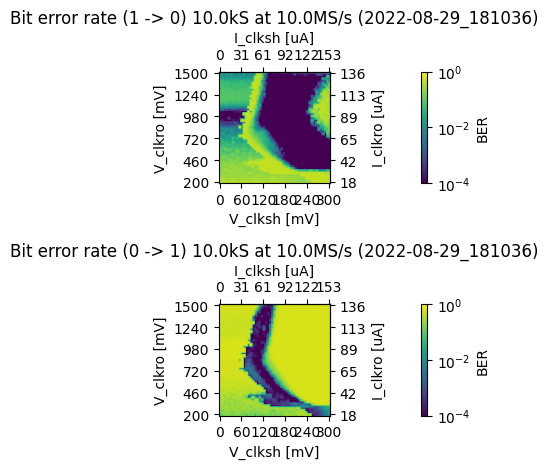 Bit error rate (1 -> 0) 10.0kS at 10.0MS/s (2022-08-29_181036)
I_clksh [uA]
0 31 61 92 122 153
1500 1240 980 720 460 200
V_clkro [mV]
136 113 89 65 42 18
I_clkro [uA]
10^0 10^-2 10^-4
BER
0 60 120 180 240 300
V_clksh [mV]
Bit error rate (0 -> 1) 10.0kS at 10.0MS/s (2022-08-29_181036)
I_clksh [uA]
0 31 61 92 122 153
1500 1240 980 720 460 200
V_clkro [mV]
136 113 89 65 42 18
I_clkro [uA]
10^0 10^-2 10^-4
BER
0 60 120 180 240 300
V_clksh [mV]